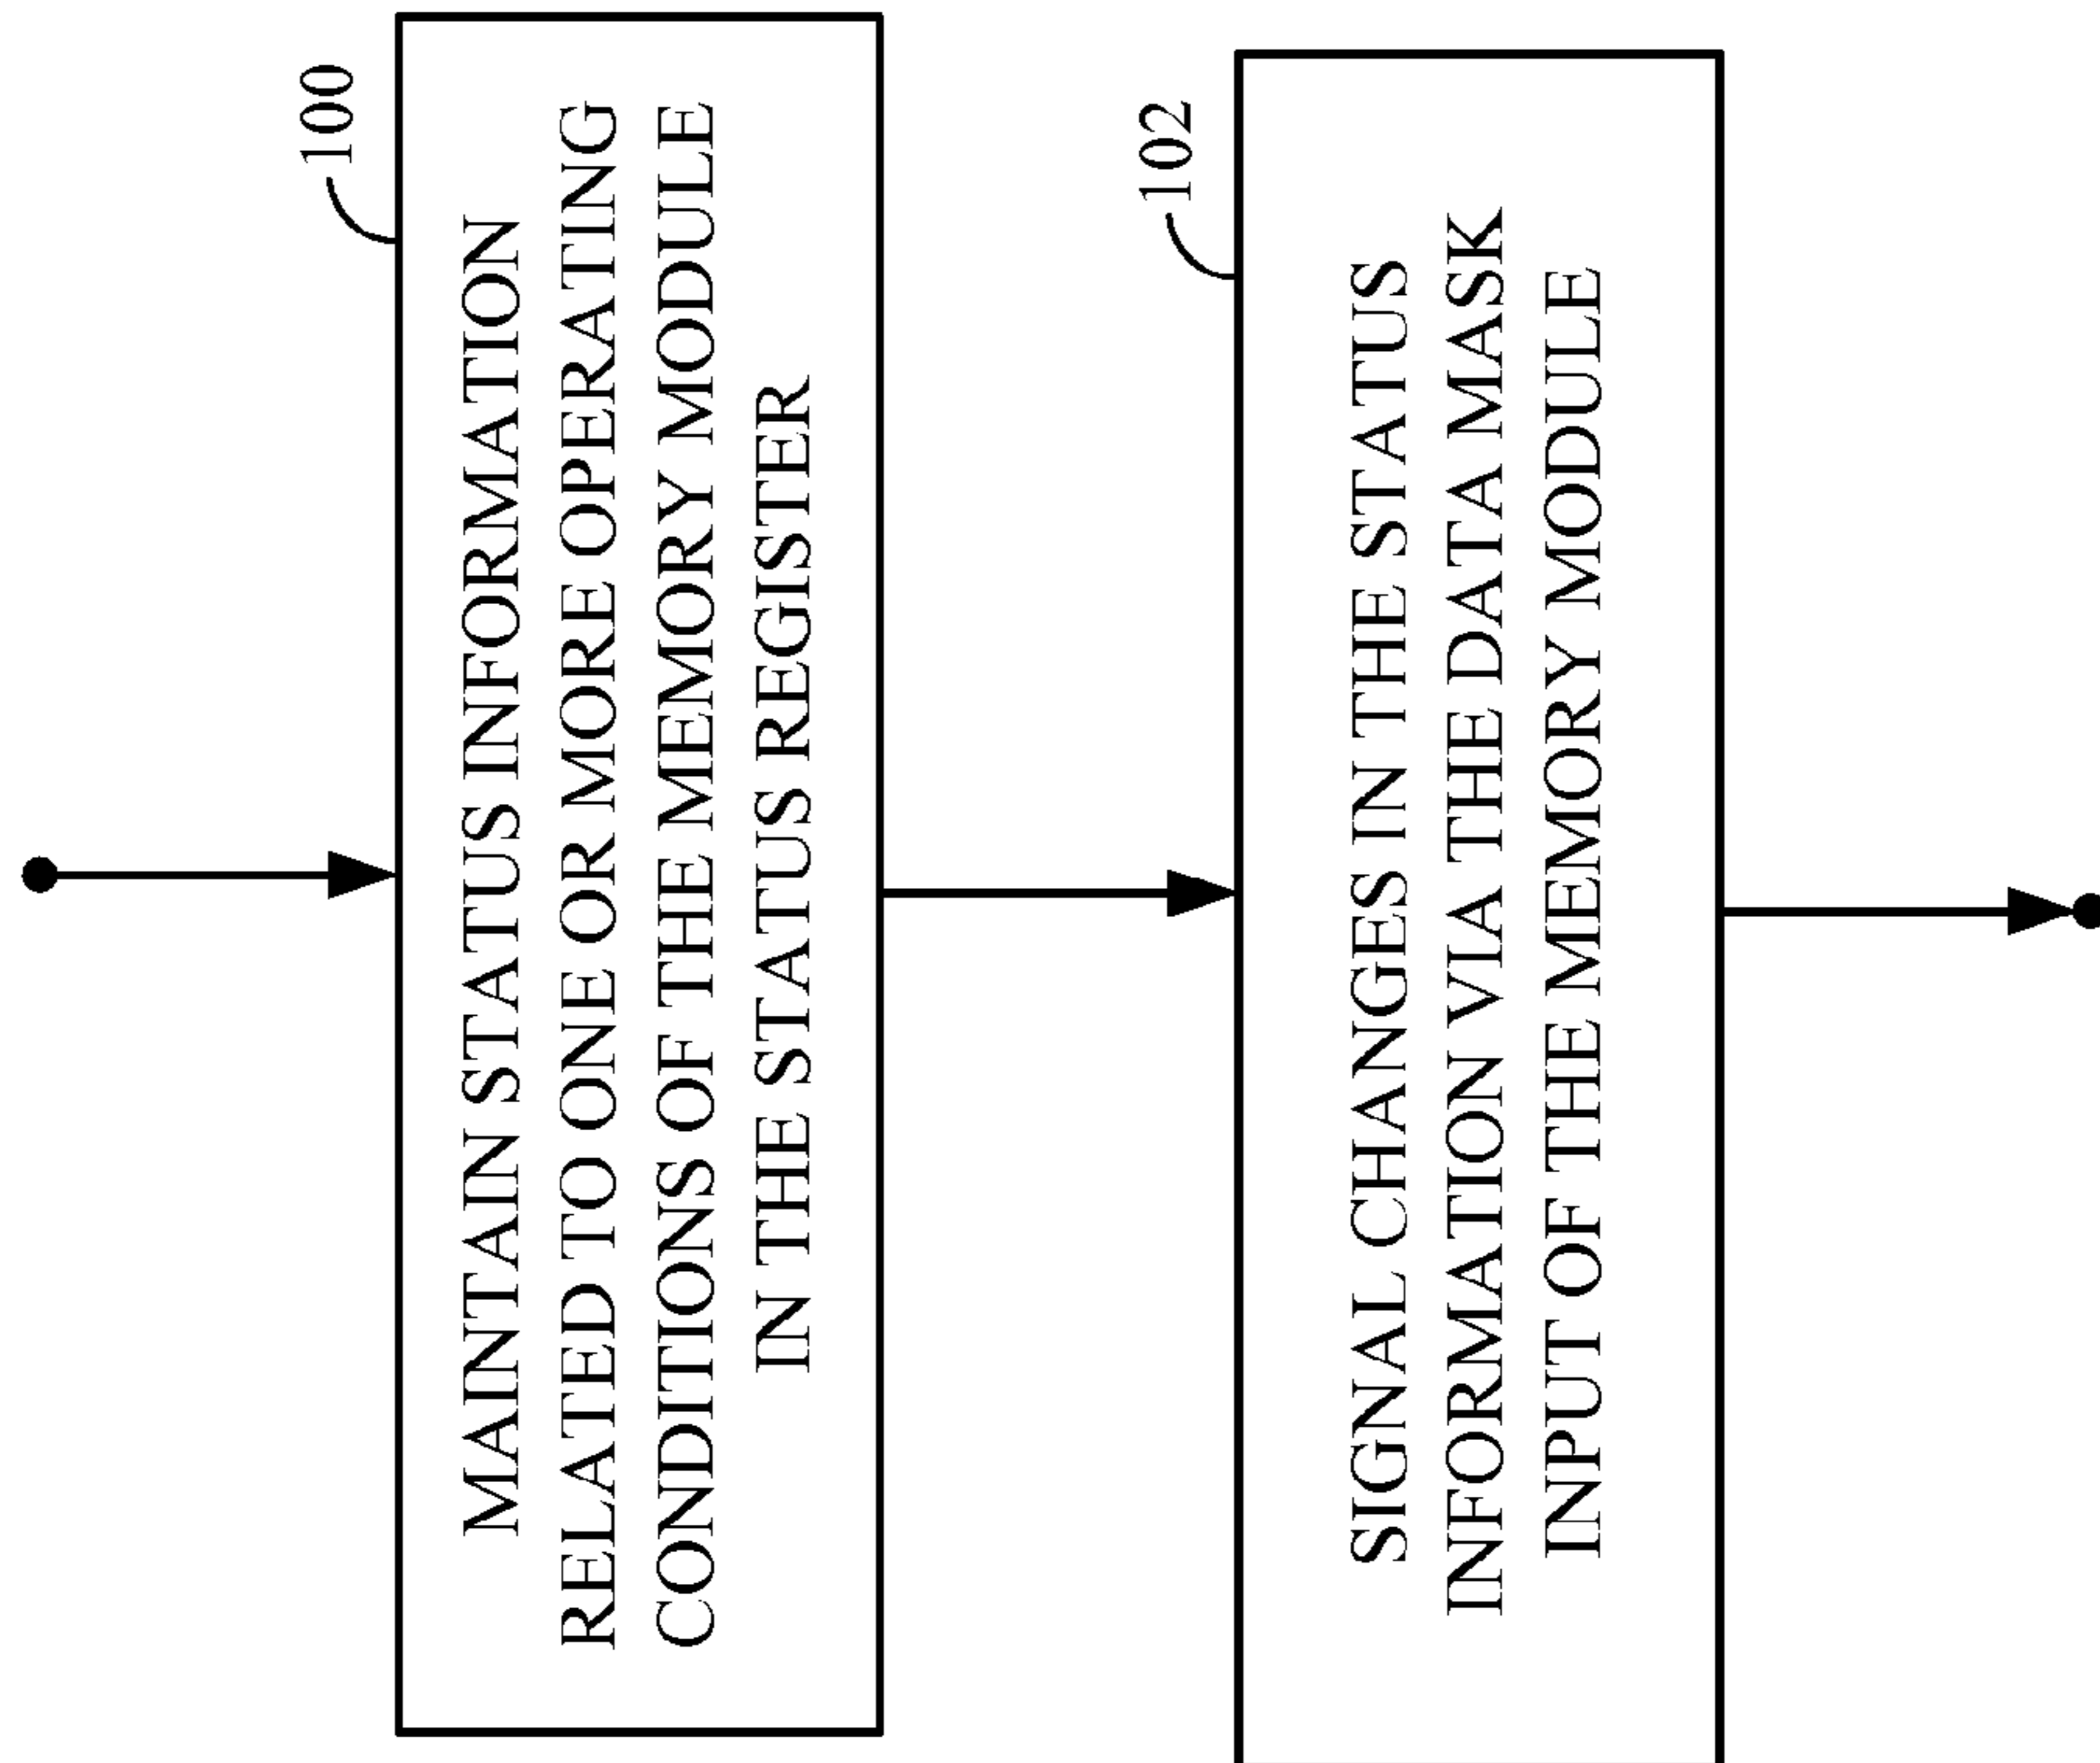 100
MAINTAIN STATUS INFORMATION
RELATED TO ONE OR MORE OPERATING
CONDITIONS OF THE MEMORY MODULE
IN THE STATUS REGISTER
102
SIGNAL CHANGES IN THE STATUS
INFORMATION VIA THE DATA MASK
INPUT OF THE MEMORY MODULE